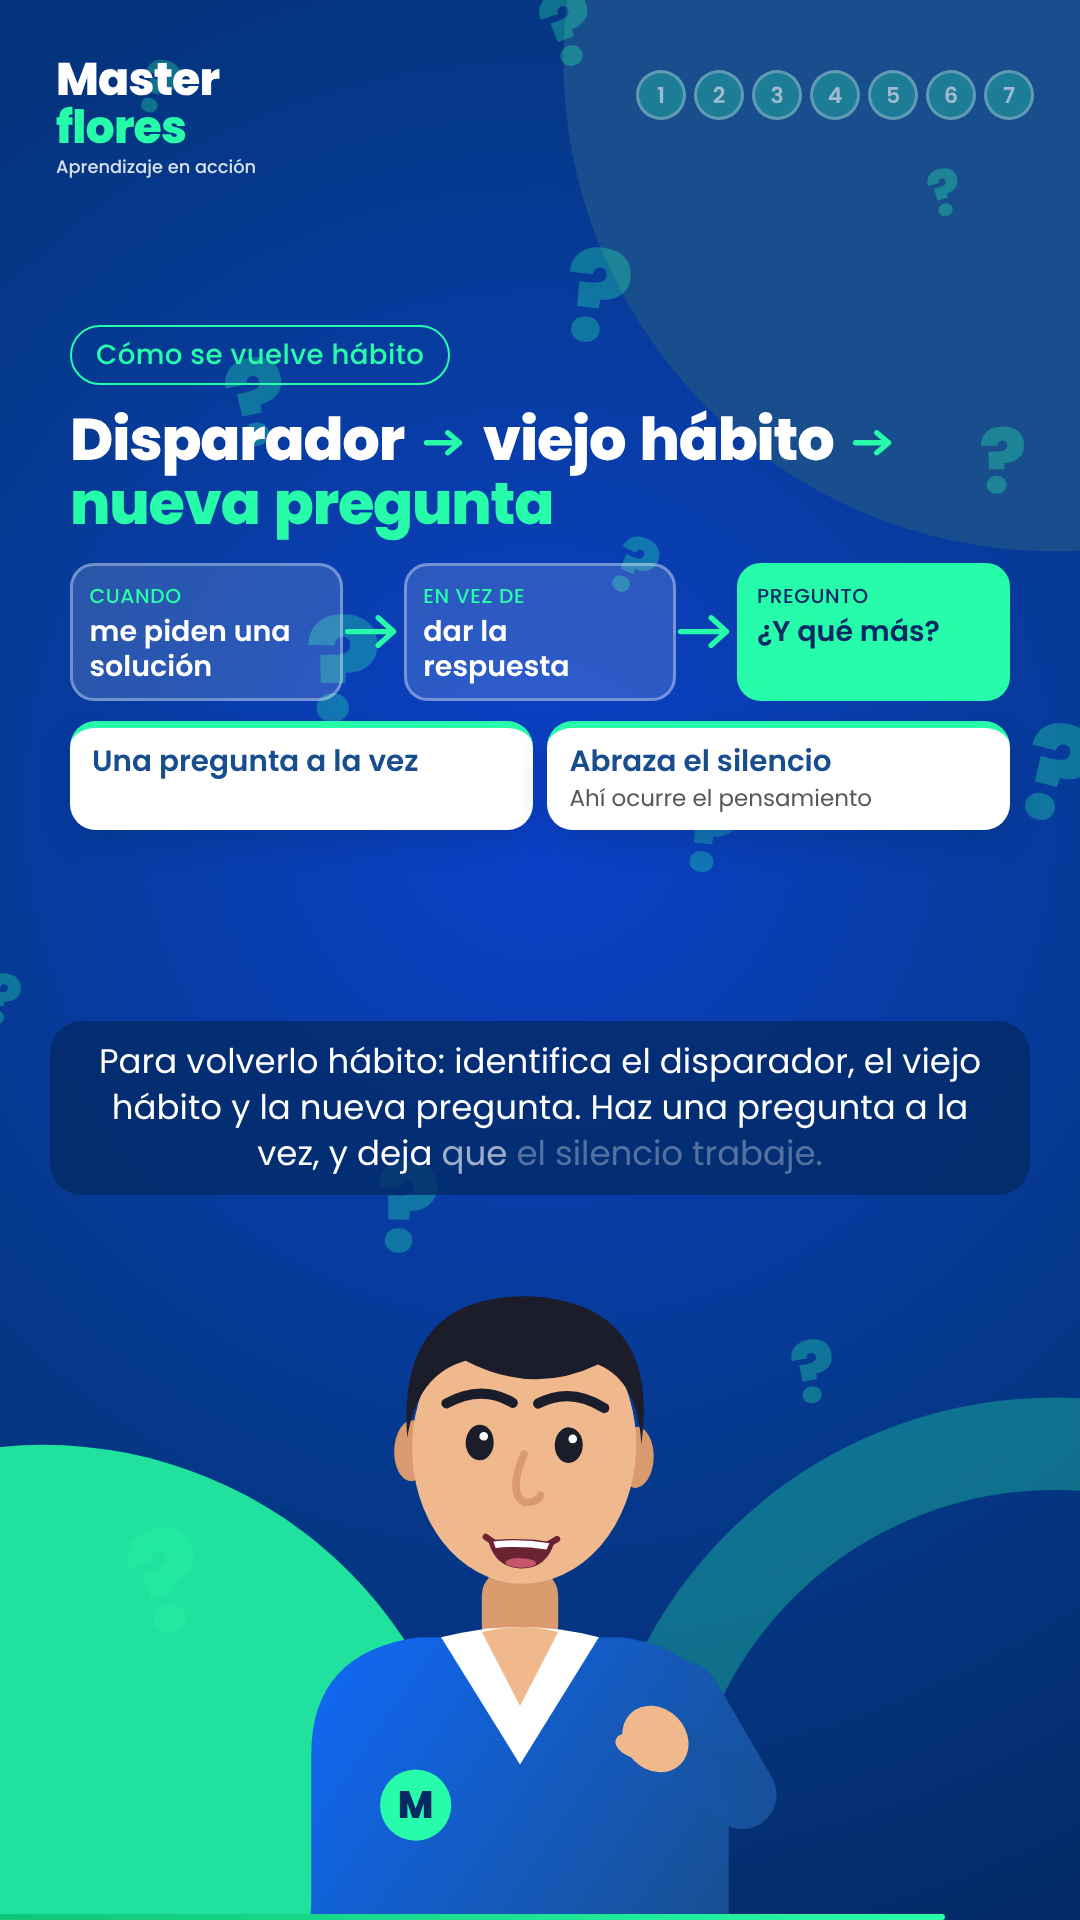 Master
flores
Aprendizaje en acción
1 2 3 4 5 6 7
Cómo se vuelve hábito
Disparador → viejo hábito →
nueva pregunta
CUANDO
me piden una
solución
EN VEZ DE
dar la
respuesta
PREGUNTO
¿Y qué más?
Una pregunta a la vez
Abraza el silencio
Ahí ocurre el pensamiento
Para volverlo hábito: identifica el disparador, el viejo
hábito y la nueva pregunta. Haz una pregunta a la
vez, y deja que el silencio trabaje.
M